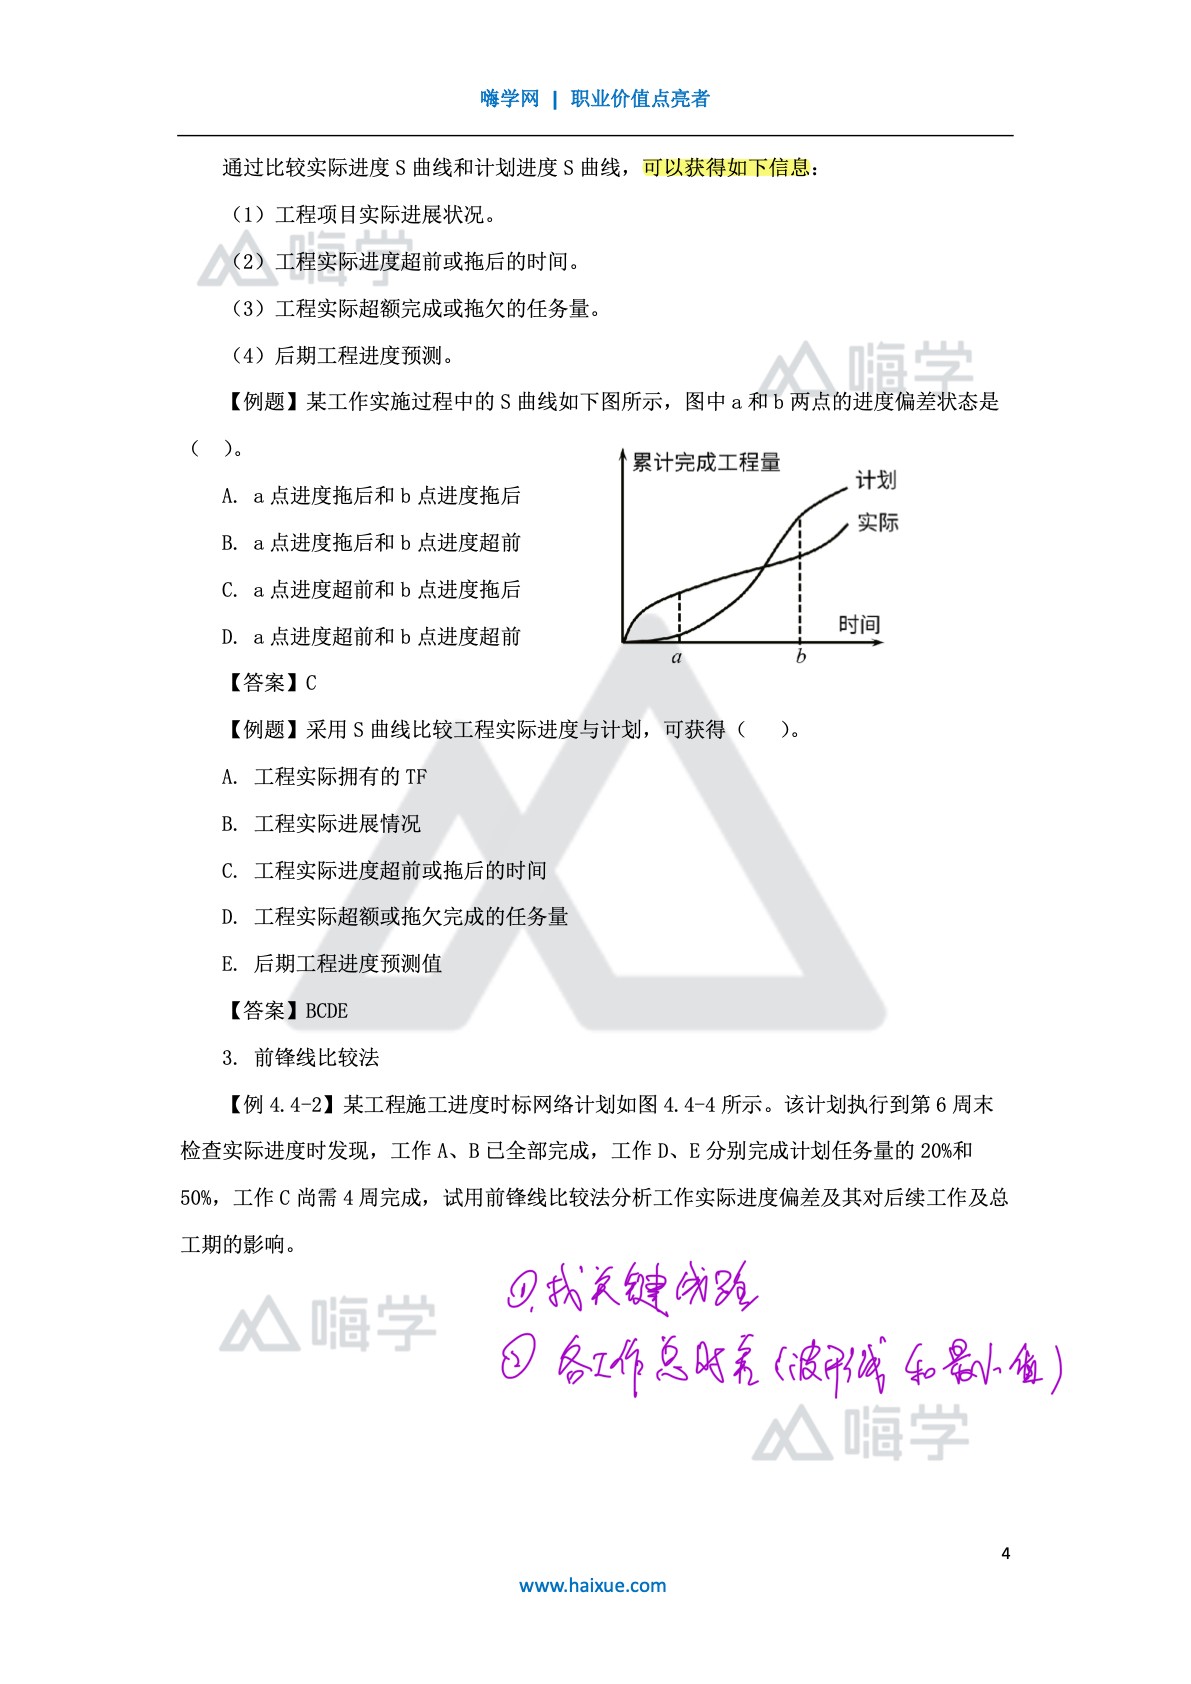 嗨学网 | 职业价值点亮者
通过比较实际进度 S 曲线和计划进度 S 曲线，可以获得如下信息：
（1）工程项目实际进展状况。
嗨学
（2）工程实际进度超前或拖后的时间。
（3）工程实际超额完成或拖欠的任务量。
（4）后期工程进度预测。
嗨学
【例题】某工作实施过程中的 S 曲线如下图所示，图中 a 和 b 两点的进度偏差状态是
（ ）。
累计完成工程量
计划
实际
时间
a
b
A. a 点进度拖后和 b 点进度拖后
B. a 点进度拖后和 b 点进度超前
C. a 点进度超前和 b 点进度拖后
D. a 点进度超前和 b 点进度超前
【答案】C
【例题】采用 S 曲线比较工程实际进度与计划，可获得（ ）。
A. 工程实际拥有的 TF
B. 工程实际进展情况
C. 工程实际进度超前或拖后的时间
D. 工程实际超额或拖欠完成的任务量
E. 后期工程进度预测值
【答案】BCDE
3. 前锋线比较法
【例 4.4-2】某工程施工进度时标网络计划如图 4.4-4 所示。该计划执行到第 6 周末
检查实际进度时发现，工作 A、B 已全部完成，工作 D、E 分别完成计划任务量的 20%和
50%，工作 C 尚需 4 周完成，试用前锋线比较法分析工作实际进度偏差及其对后续工作及总
工期的影响。
①找关键线路
嗨学
② 各工作总时差（波形线 和最小值）
嗨学
4
www.haixue.com